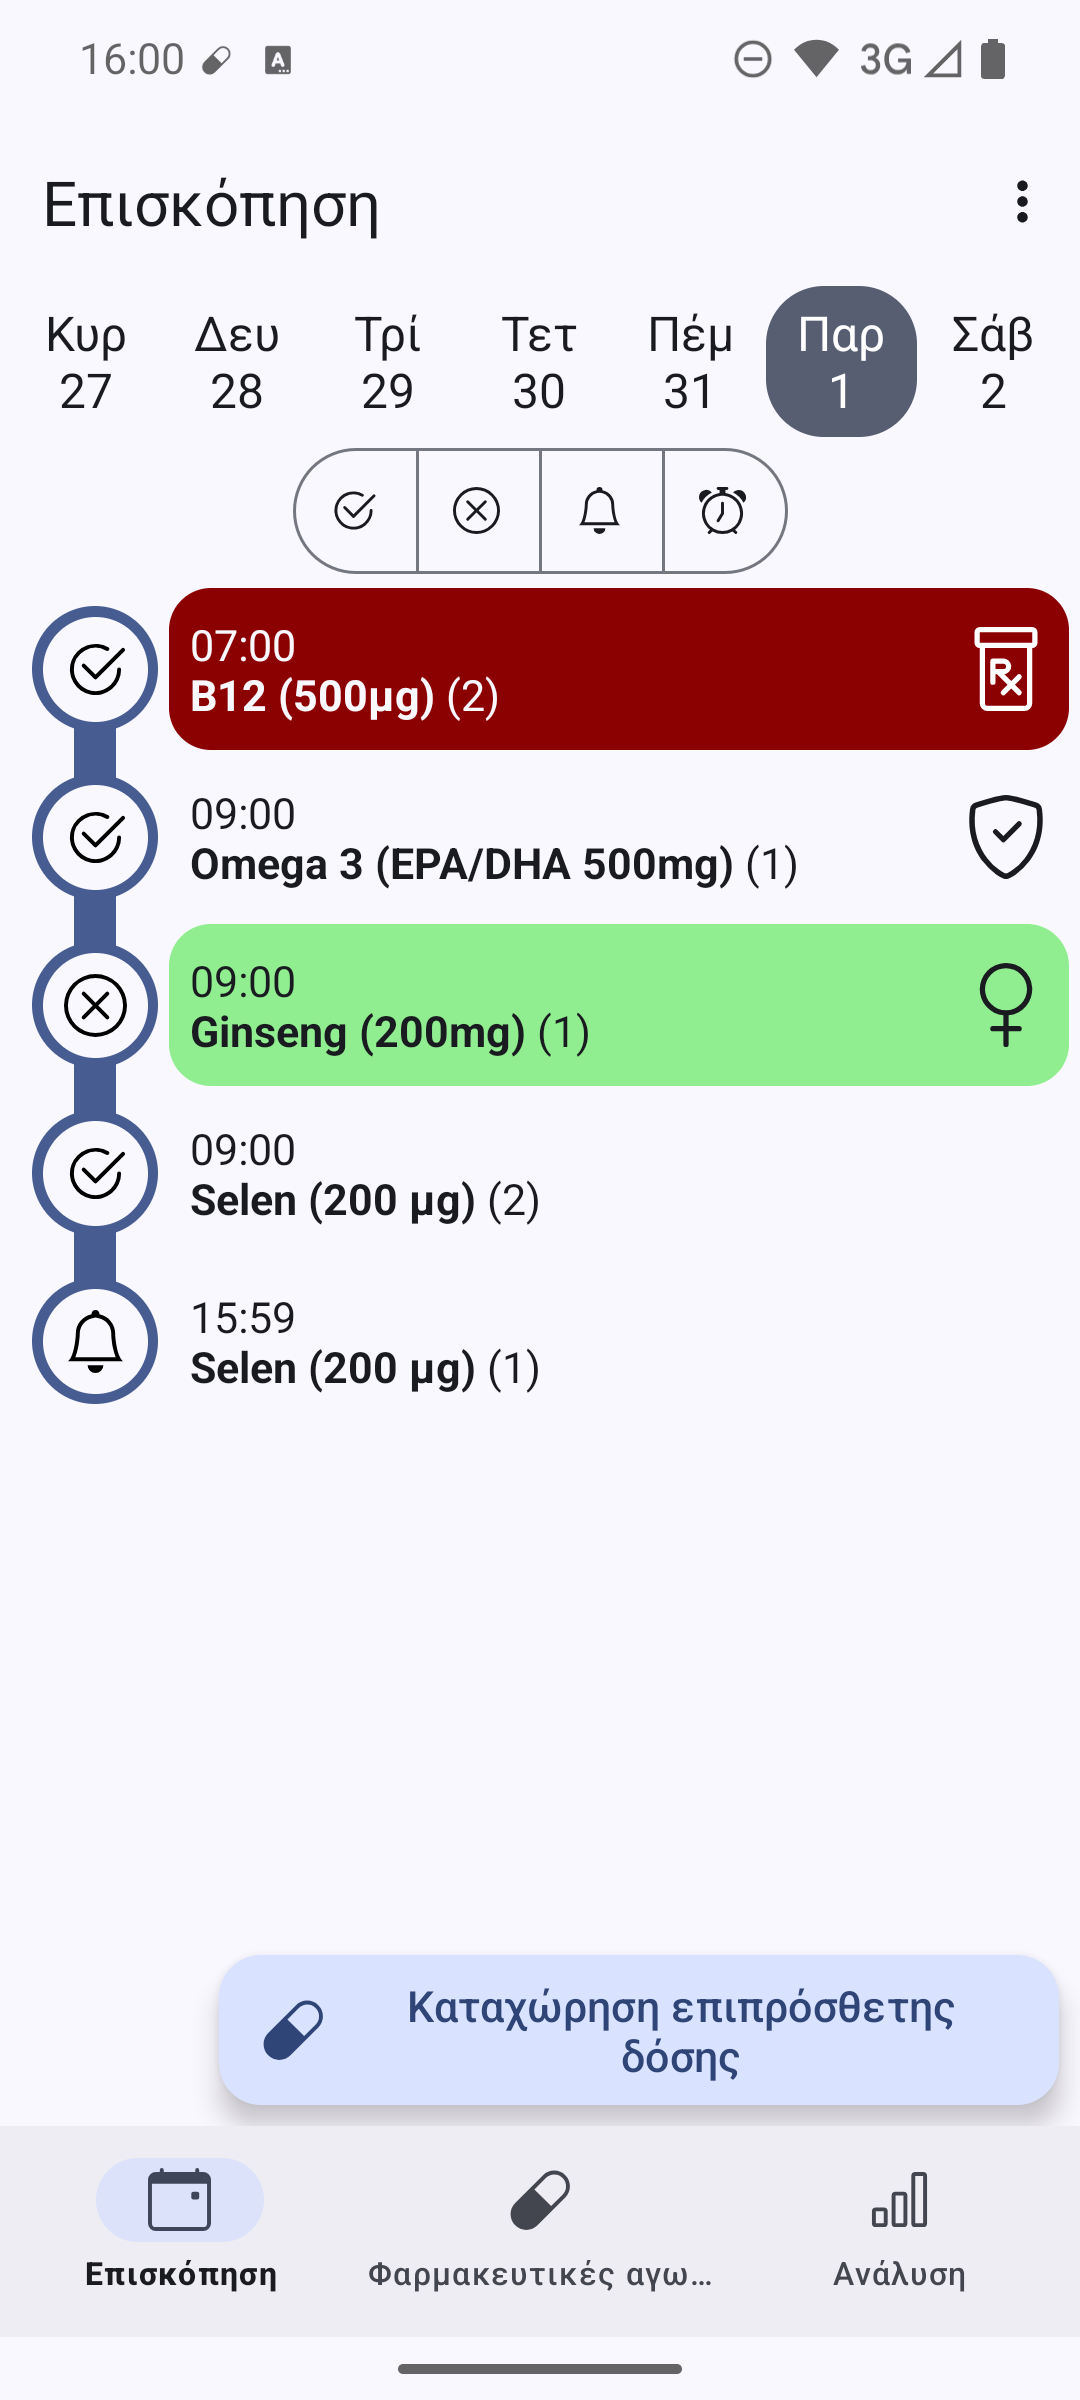 16:00
3G
Επισκόπηση
Κυρ Δευ Τρί Τετ Πέμ Παρ Σάβ
27 28 29 30 31 1 2
07:00
B12 (500µg) (2)
09:00
Omega 3 (EPA/DHA 500mg) (1)
09:00
Ginseng (200mg) (1)
09:00
Selen (200 µg) (2)
15:59
Selen (200 µg) (1)
Καταχώρηση επιπρόσθετης
δόσης
Επισκόπηση Φαρμακευτικές αγω… Ανάλυση